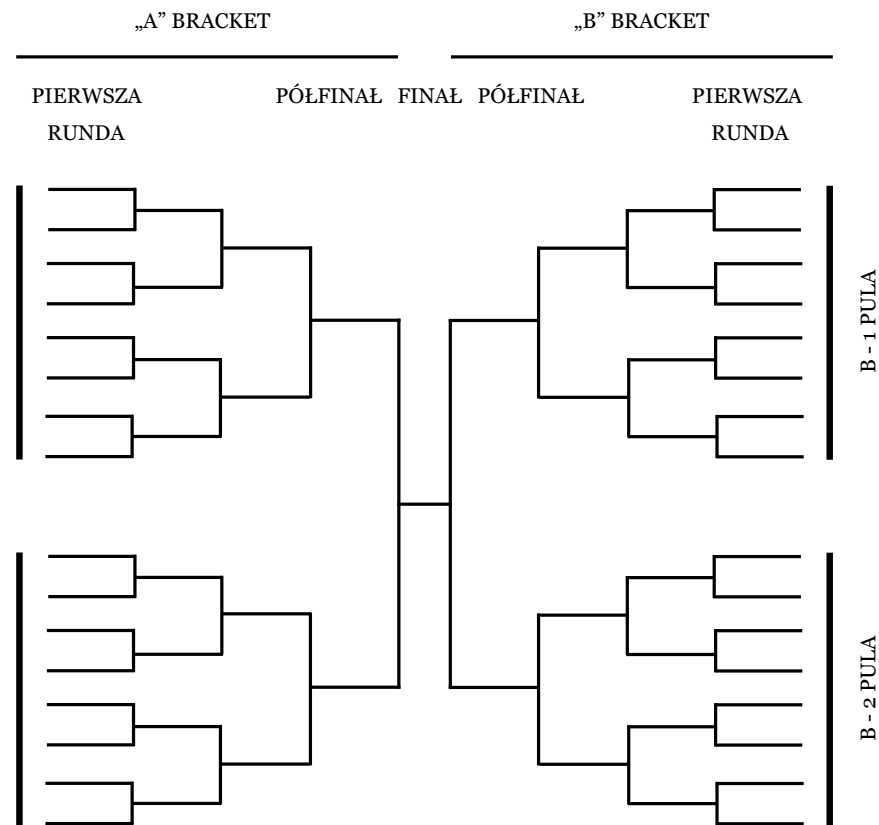 „A” BRACKET
„B” BRACKET
PIERWSZA
RUNDA
PÓŁFINAŁ
FINAŁ
PÓŁFINAŁ
PIERWSZA
RUNDA
B - 1 PULA
B - 2 PULA